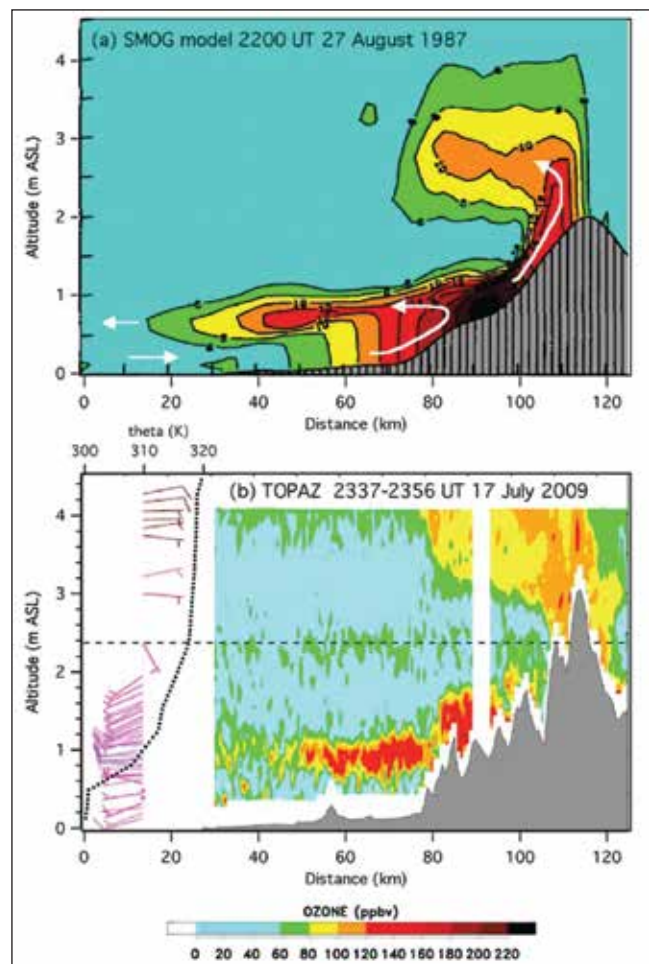 (a) SMOG model 2200 UT 27 August 1987
Altitude (m ASL)
4
3
2
1
0
0 20 40 60 80 100 120
Distance (km)
theta (K)
300 310 320
(b) TOPAZ 2337-2356 UT 17 July 2009
Altitude (m ASL)
4
3
2
1
0
0 20 40 60 80 100 120
Distance (km)
OZONE (ppbv)
0 20 40 60 80 100 120 140 160 180 200 220